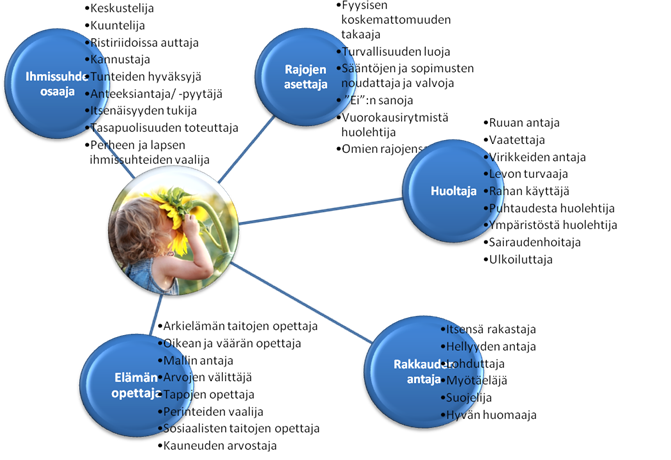 Ihmissuhde
osaaja
•Keskustelija
•Kuuntelija
•Ristiriidoissa auttaja
•Kannustaja
•Tunteiden hyväksyjä
•Anteeksiantaja/ -pyytäjä
•Itsenäisyyden tukija
•Tasapuolisuuden toteuttaja
•Perheen ja lapsen
ihmissuhteiden vaalija
Rajojen
asettaja
•Fyysisen
koskemattomuuden
takaaja
•Turvallisuuden luoja
•Sääntöjen ja sopimusten
noudattaja ja valvoja
•"Ei":n sanoja
•Vuorokausirytmistä
huolehtija
•Omien
Huoltaja
•Ruuan antaja
•Vaatettaja
•Virikkeiden antaja
•Levon turvaaja
•Rahan käyttäjä
•Puhtaudesta huolehtija
•Ympäristöstä huolehtija
•Sairaudenhoitaja
•Ulkoiluttaja
Rakkauden
antaja
•Itsensä rakastaja
•Hellyyden antaja
•Lohduttaja
•Myötäeläjä
•Suojelija
•Hyvän huomaaja
Elämän
opettaja
•Arkielämän taitojen opettaja
•Oikean ja väärän opettaja
•Mallin antaja
•Arvojen välittäjä
•Tapojen opettaja
•Perinteiden vaalija
•Sosiaalisten taitojen opettaja
•Kauneuden arvostaja